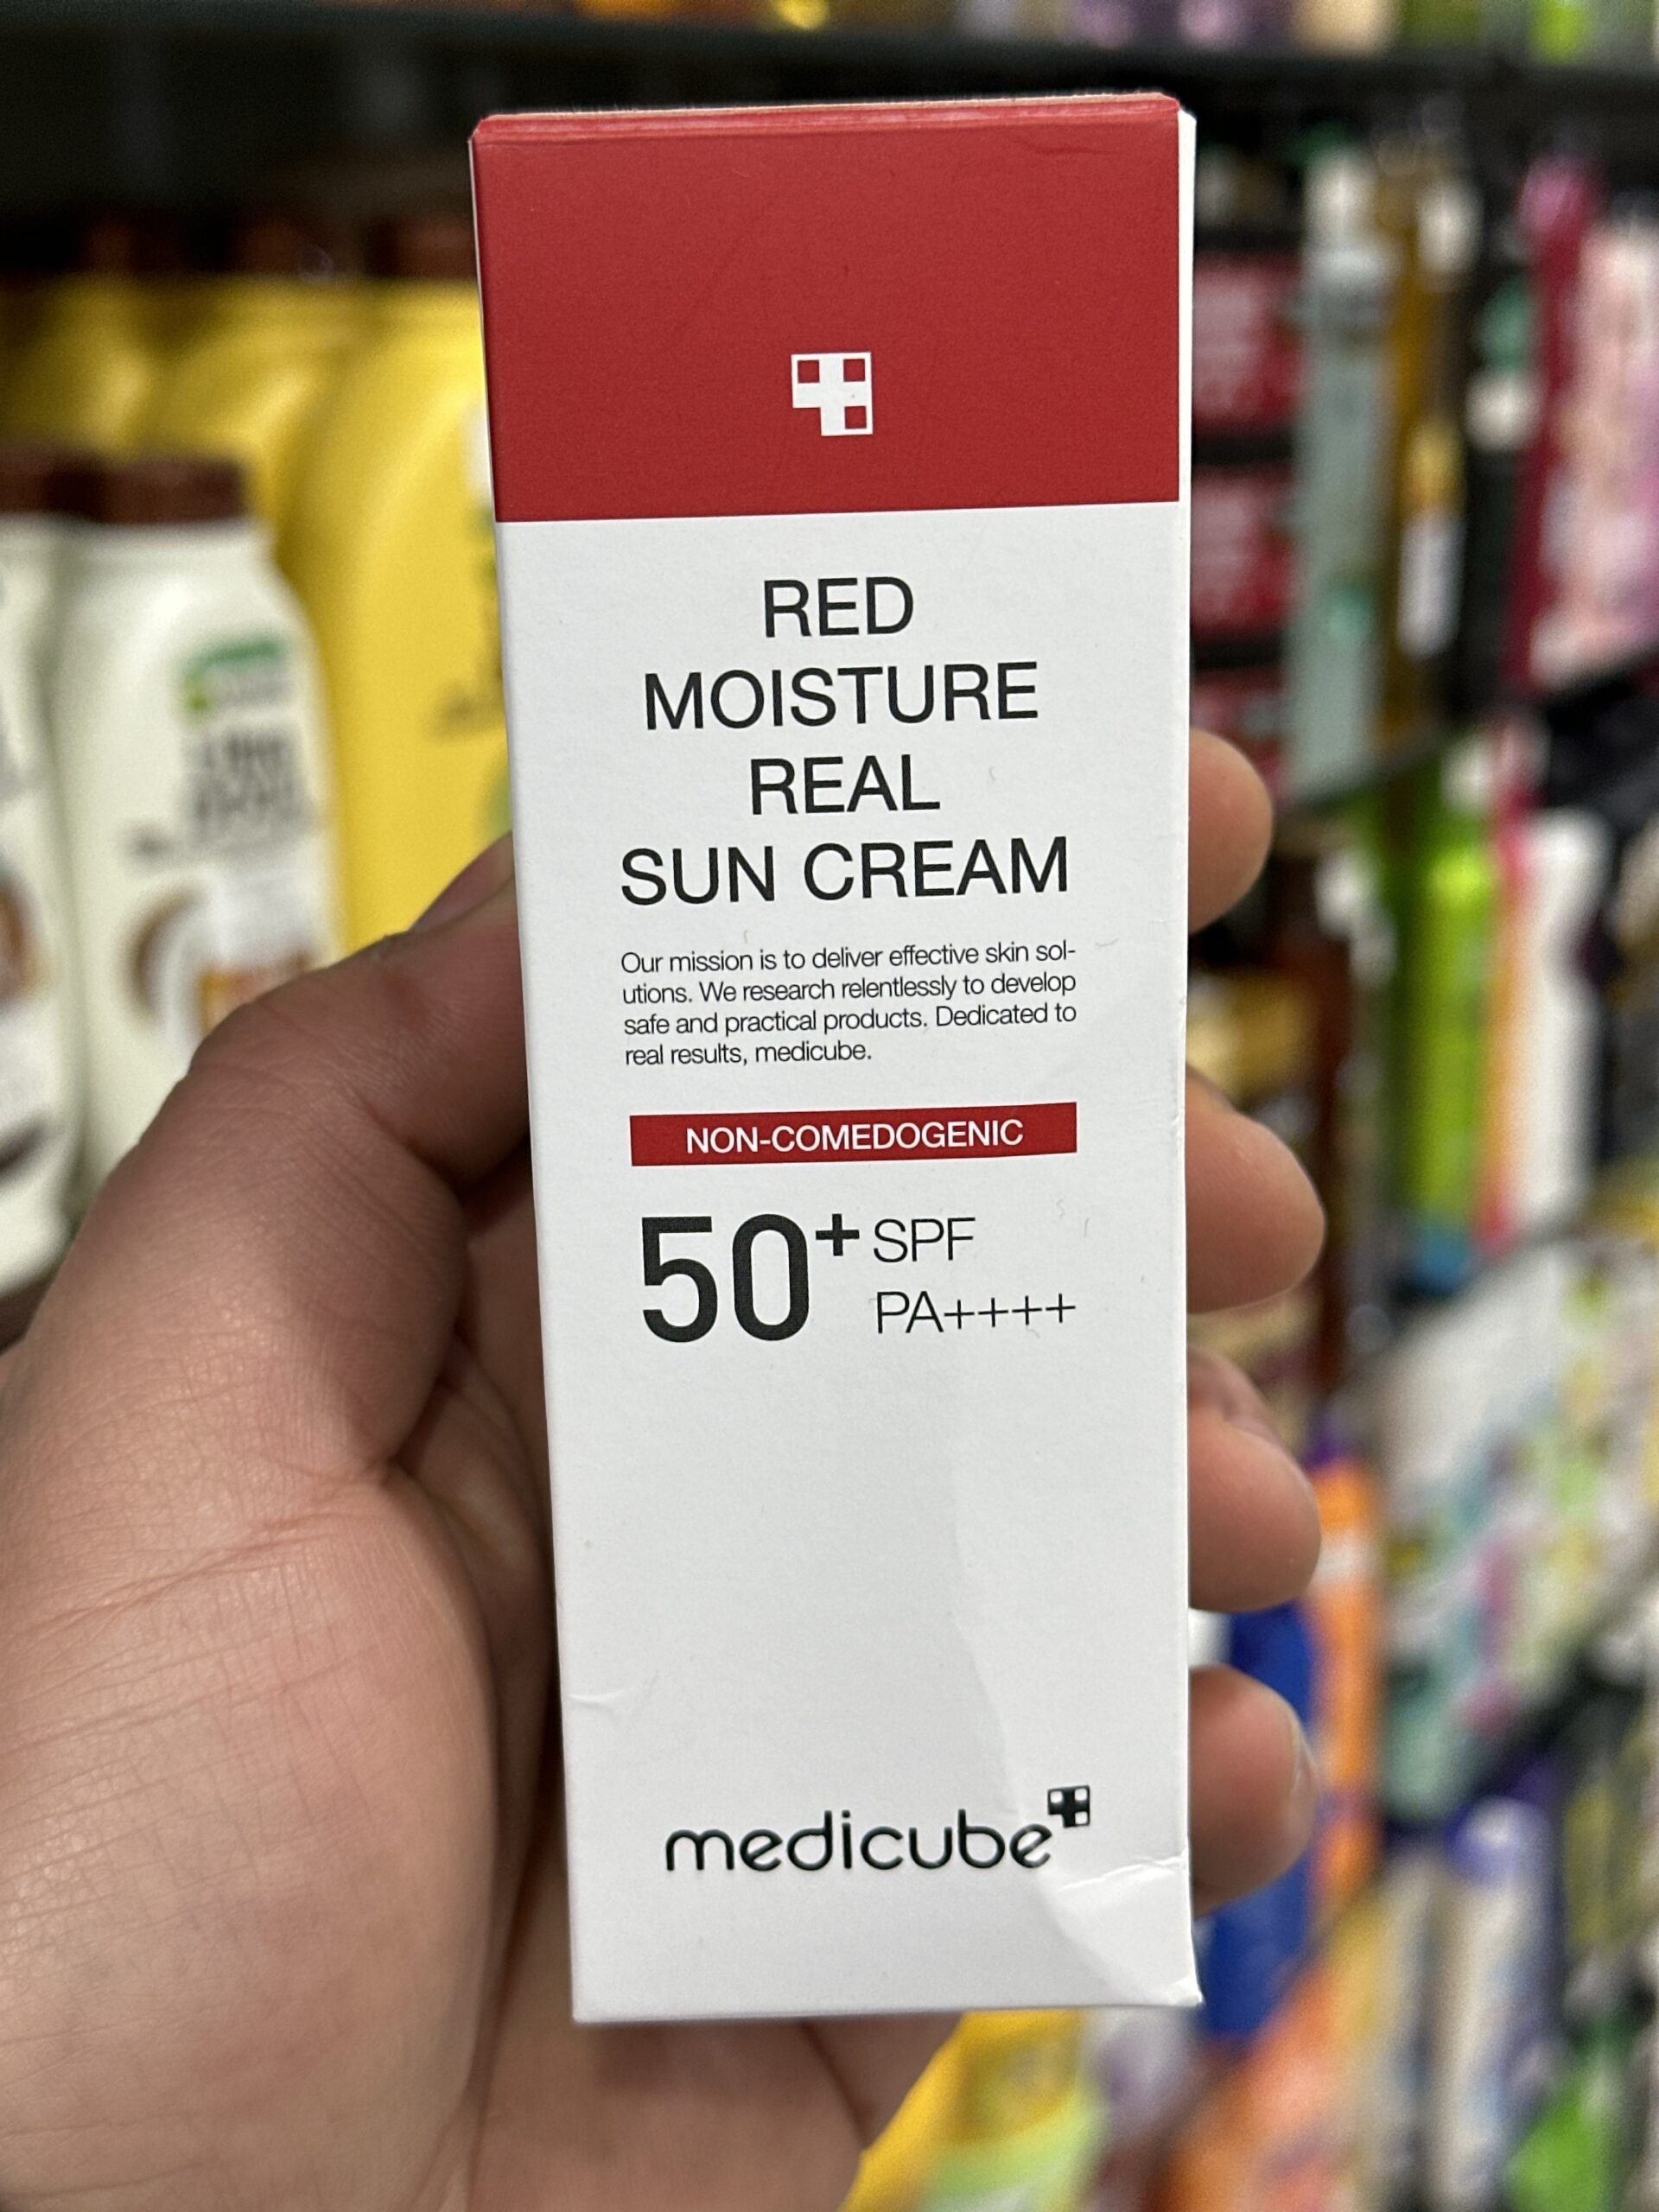 RED
MOISTURE
REAL
SUN CREAM
Our mission is to deliver effective skin sol-
utions. We research relentlessly to develop
safe and practical products. Dedicated to
real results, medicube.
NON-COMEDOGENIC
50+ SPF
PA++++
medicube